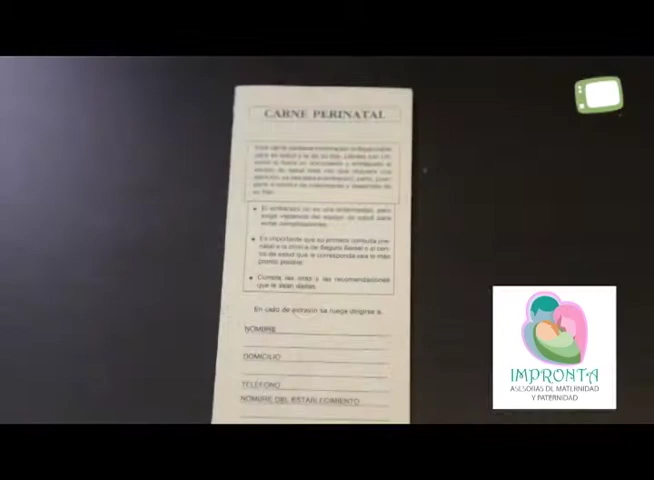 CARNE PERINATAL
• El embarazo no es una enfermedad, pero
exige vigilancia del equipo de salud para
evitar complicaciones.
• Es importante que su primera consulta pre-
natal a la clínica de Seguro Social o al cen-
tro de salud que le corresponda sea lo más
pronto posible.
• Cumpla las citas y las recomendaciones
que le sean dadas.
En caso de extravío se ruega dirigirse a:
NOMBRE
DOMICILIO
TELEFONO
NOMBRE DEL ESTABLECIMIENTO
IMPRONTA
ASESORAS DE MATERNIDAD
Y PATERNIDAD